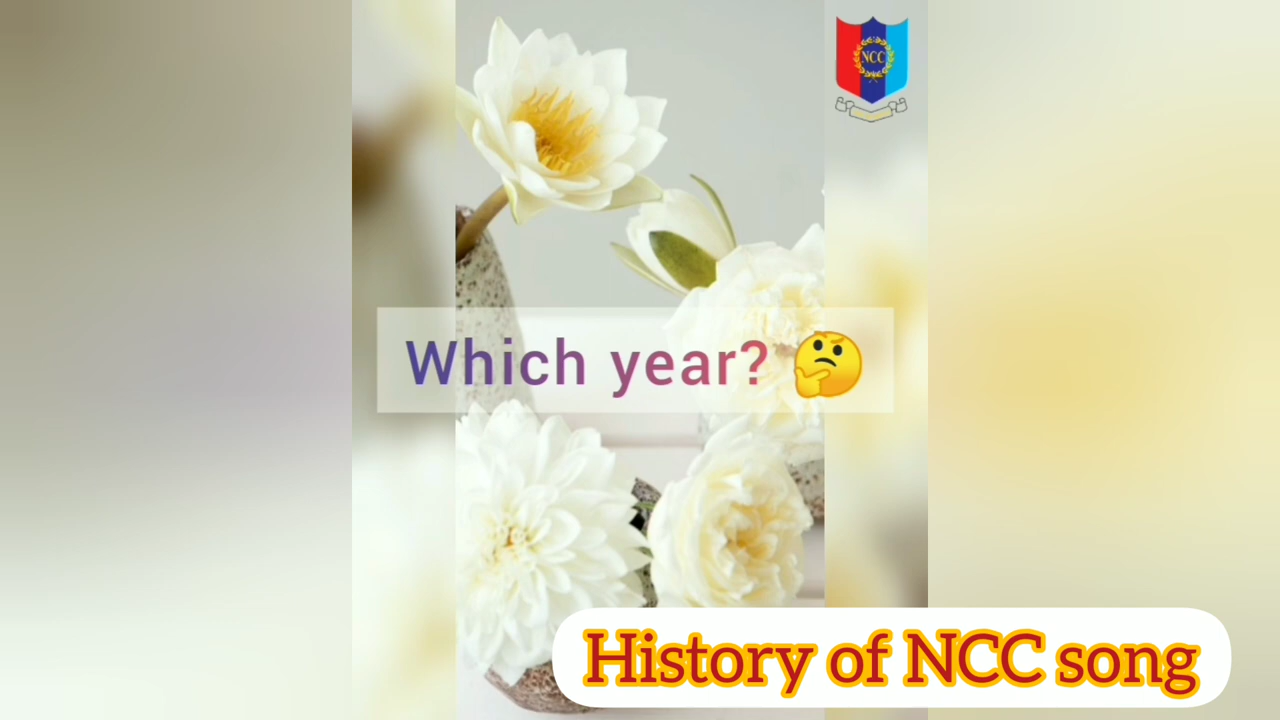 NCC
Which year? 🤔
History of NCC song